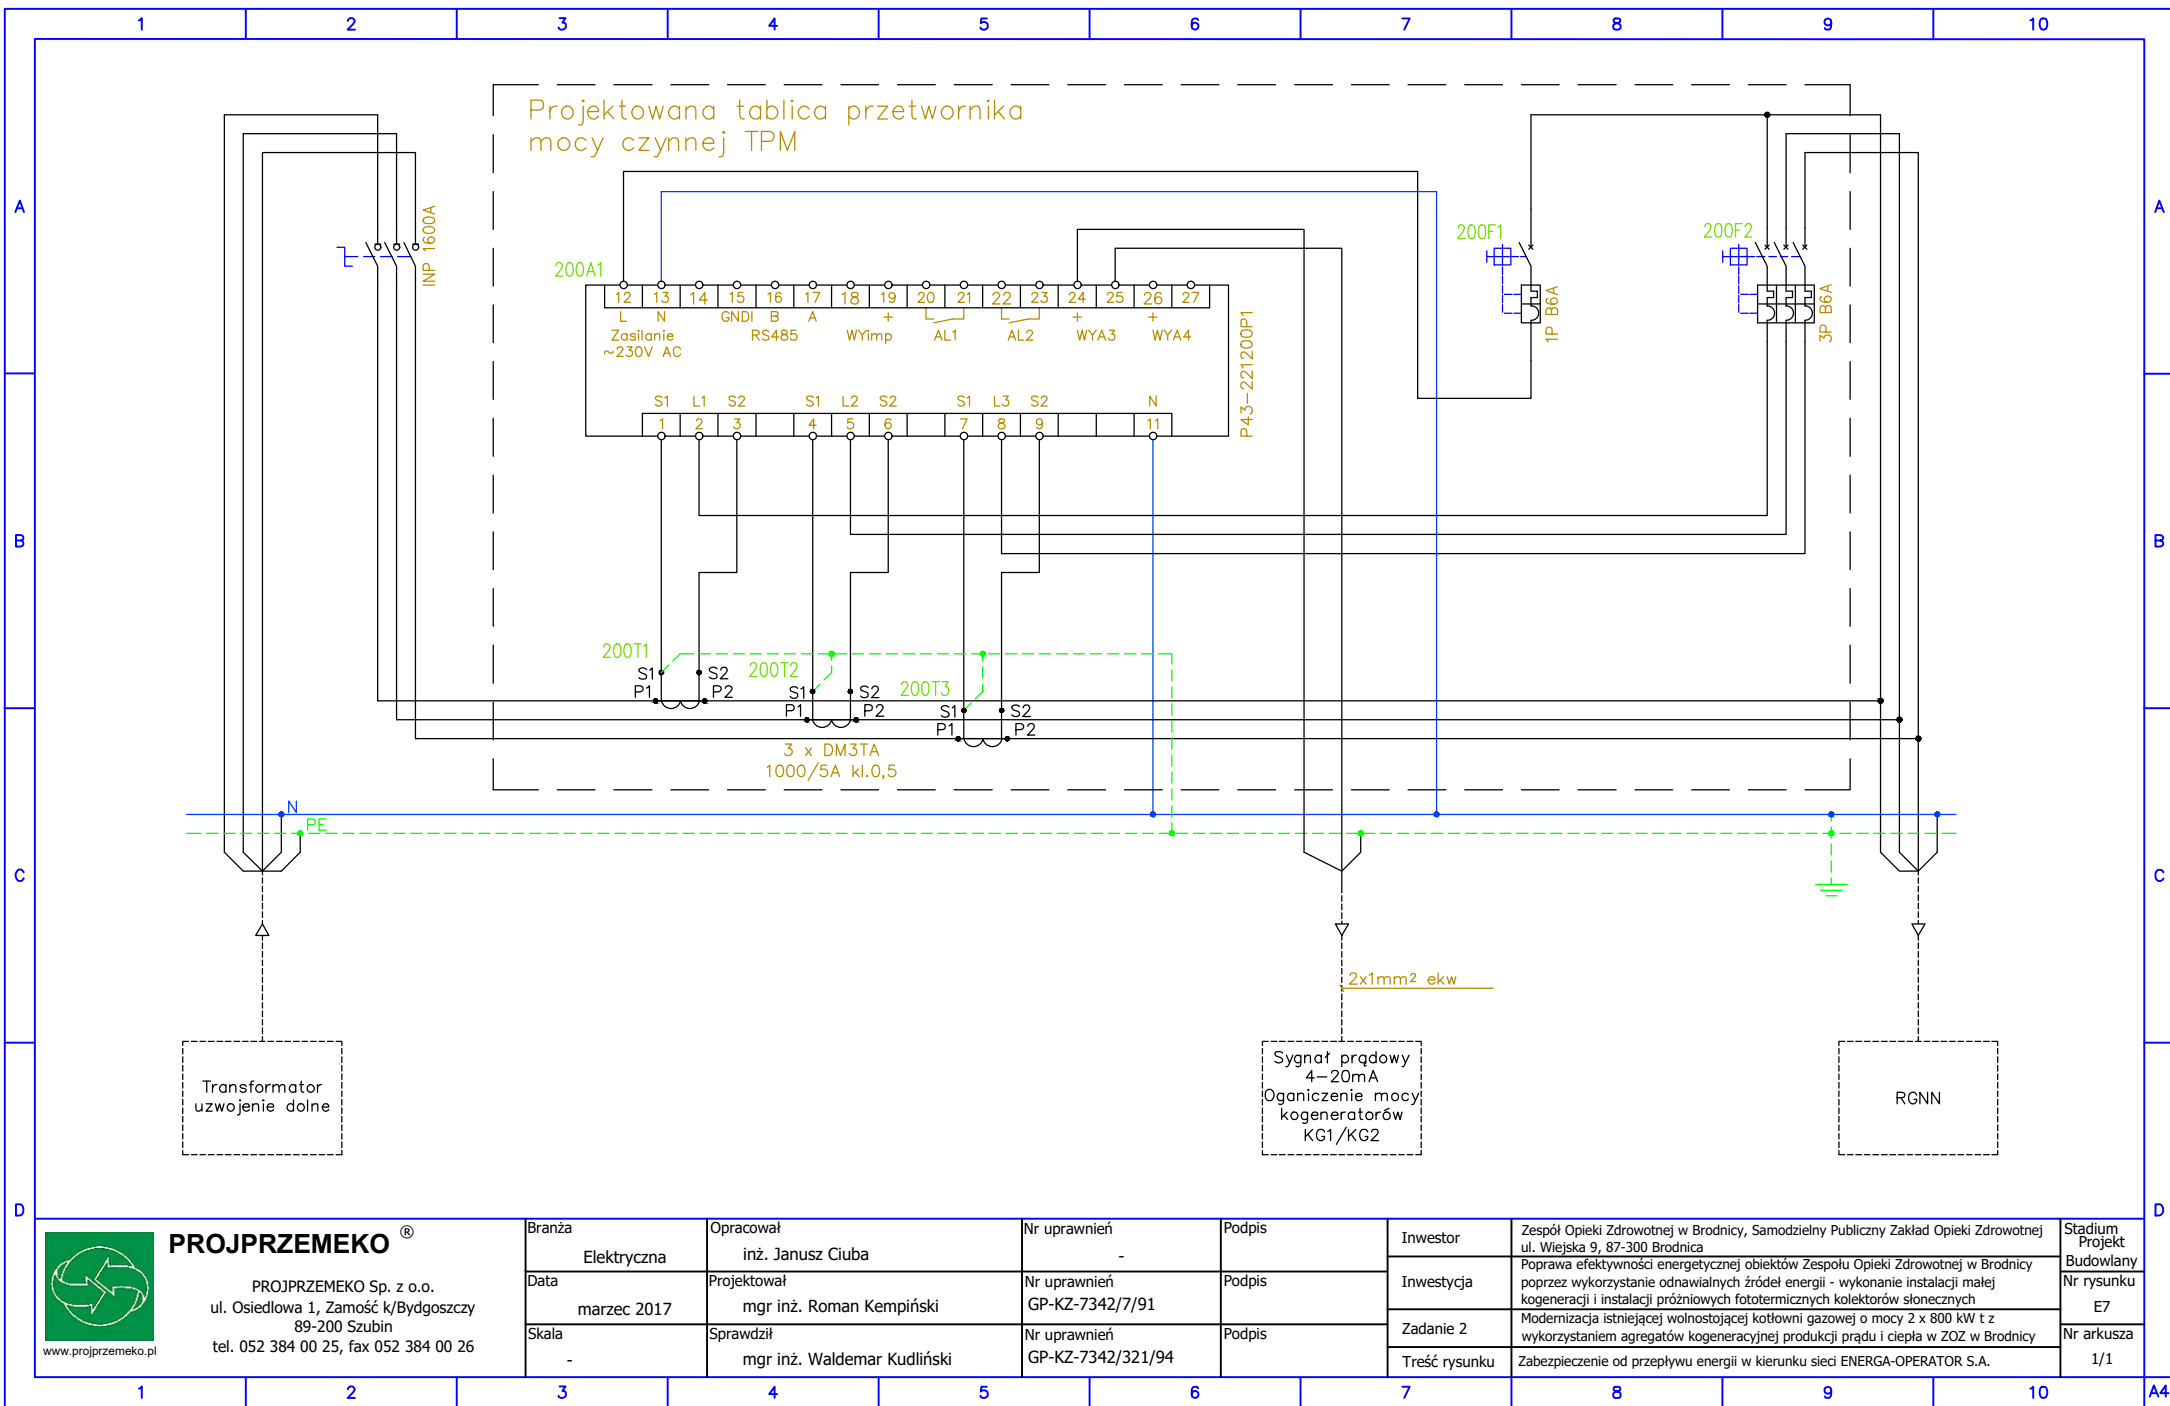 1 2 3 4 5 6 7 8 9 10
A A
B B
C C
D D
Projektowana tablica przetwornika
mocy czynnej TPM
INP 1600A
200A1
12 13 14 15 16 17 18 19 20 21 22 23 24 25 26 27
L N GNDI B A + + +
Zasilanie RS485 WYimp AL1 AL2 WYA3 WYA4
~230V AC
P43-221200P1
S1 L1 S2 S1 L2 S2 S1 L3 S2 N
1 2 3 4 5 6 7 8 9 11
200F1
1P B6A
200F2
3P B6A
200T1
S1 S2
P1 P2
200T2
S1 S2
P1 P2
200T3
S1 S2
P1 P2
3 x DM3TA
1000/5A kl.0,5
N
PE
2x1mm² ekw
Transformator
uzwojenie dolne
Sygnał prądowy
4-20mA
Oganiczenie mocy
kogeneratorów
KG1/KG2
RGNN
PROJPRZEMEKO ®
PROJPRZEMEKO Sp. z o.o.
ul. Osiedlowa 1, Zamość k/Bydgoszczy
89-200 Szubin
tel. 052 384 00 25, fax 052 384 00 26
www.projprzemeko.pl
Branża
Elektryczna
Data
marzec 2017
Skala
-
Opracował
inż. Janusz Ciuba
Projektował
mgr inż. Roman Kempiński
Sprawdził
mgr inż. Waldemar Kudliński
Nr uprawnień
-
Nr uprawnień
GP-KZ-7342/7/91
Nr uprawnień
GP-KZ-7342/321/94
Podpis
Podpis
Podpis
Inwestor
Zespół Opieki Zdrowotnej w Brodnicy, Samodzielny Publiczny Zakład Opieki Zdrowotnej
ul. Wiejska 9, 87-300 Brodnica
Inwestycja
Poprawa efektywności energetycznej obiektów Zespołu Opieki Zdrowotnej w Brodnicy
poprzez wykorzystanie odnawialnych źródeł energii - wykonanie instalacji małej
kogeneracji i instalacji próżniowych fototermicznych kolektorów słonecznych
Zadanie 2
Modernizacja istniejącej wolnostojącej kotłowni gazowej o mocy 2 x 800 kW t z
wykorzystaniem agregatów kogeneracyjnej produkcji prądu i ciepła w ZOZ w Brodnicy
Treść rysunku
Zabezpieczenie od przepływu energii w kierunku sieci ENERGA-OPERATOR S.A.
Stadium
Projekt
Budowlany
Nr rysunku
E7
Nr arkusza
1/1
1 2 3 4 5 6 7 8 9 10 A4